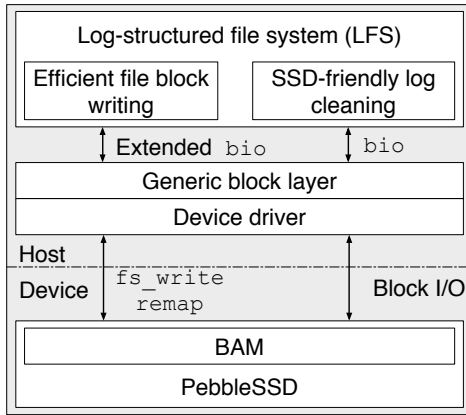 Log-structured file system (LFS)
Efficient file block
writing
SSD-friendly log
cleaning
Extended bio
bio
Generic block layer
Device driver
Host
Device
fs_write
remap
Block I/O
BAM
PebbleSSD